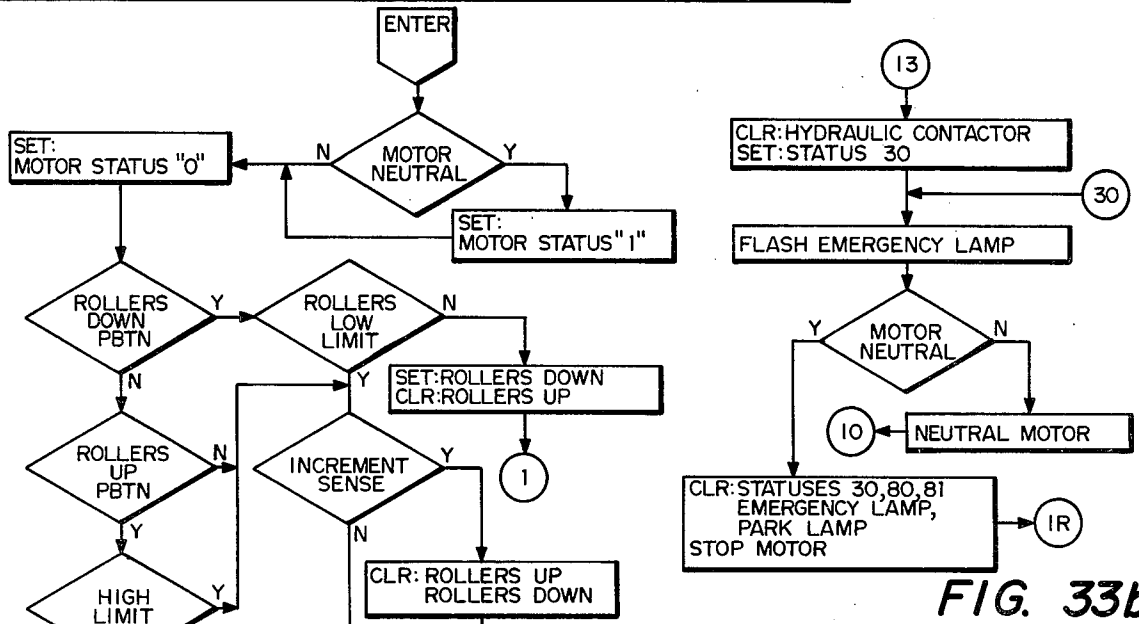 ENTER
MOTOR
NEUTRAL
N
Y
SET:
MOTOR STATUS "0"
SET:
MOTOR STATUS "1"
ROLLERS
DOWN
PBTN
Y
N
ROLLERS
LOW
LIMIT
N
Y
SET:ROLLERS DOWN
CLR:ROLLERS UP
1
ROLLERS
UP
PBTN
N
Y
INCREMENT
SENSE
Y
N
HIGH
LIMIT
Y
CLR: ROLLERS UP
ROLLERS DOWN
13
CLR:HYDRAULIC CONTACTOR
SET:STATUS 30
30
FLASH EMERGENCY LAMP
MOTOR
NEUTRAL
Y
N
NEUTRAL MOTOR
10
CLR:STATUSES 30,80,81
EMERGENCY LAMP,
PARK LAMP
STOP MOTOR
1R
FIG. 33b